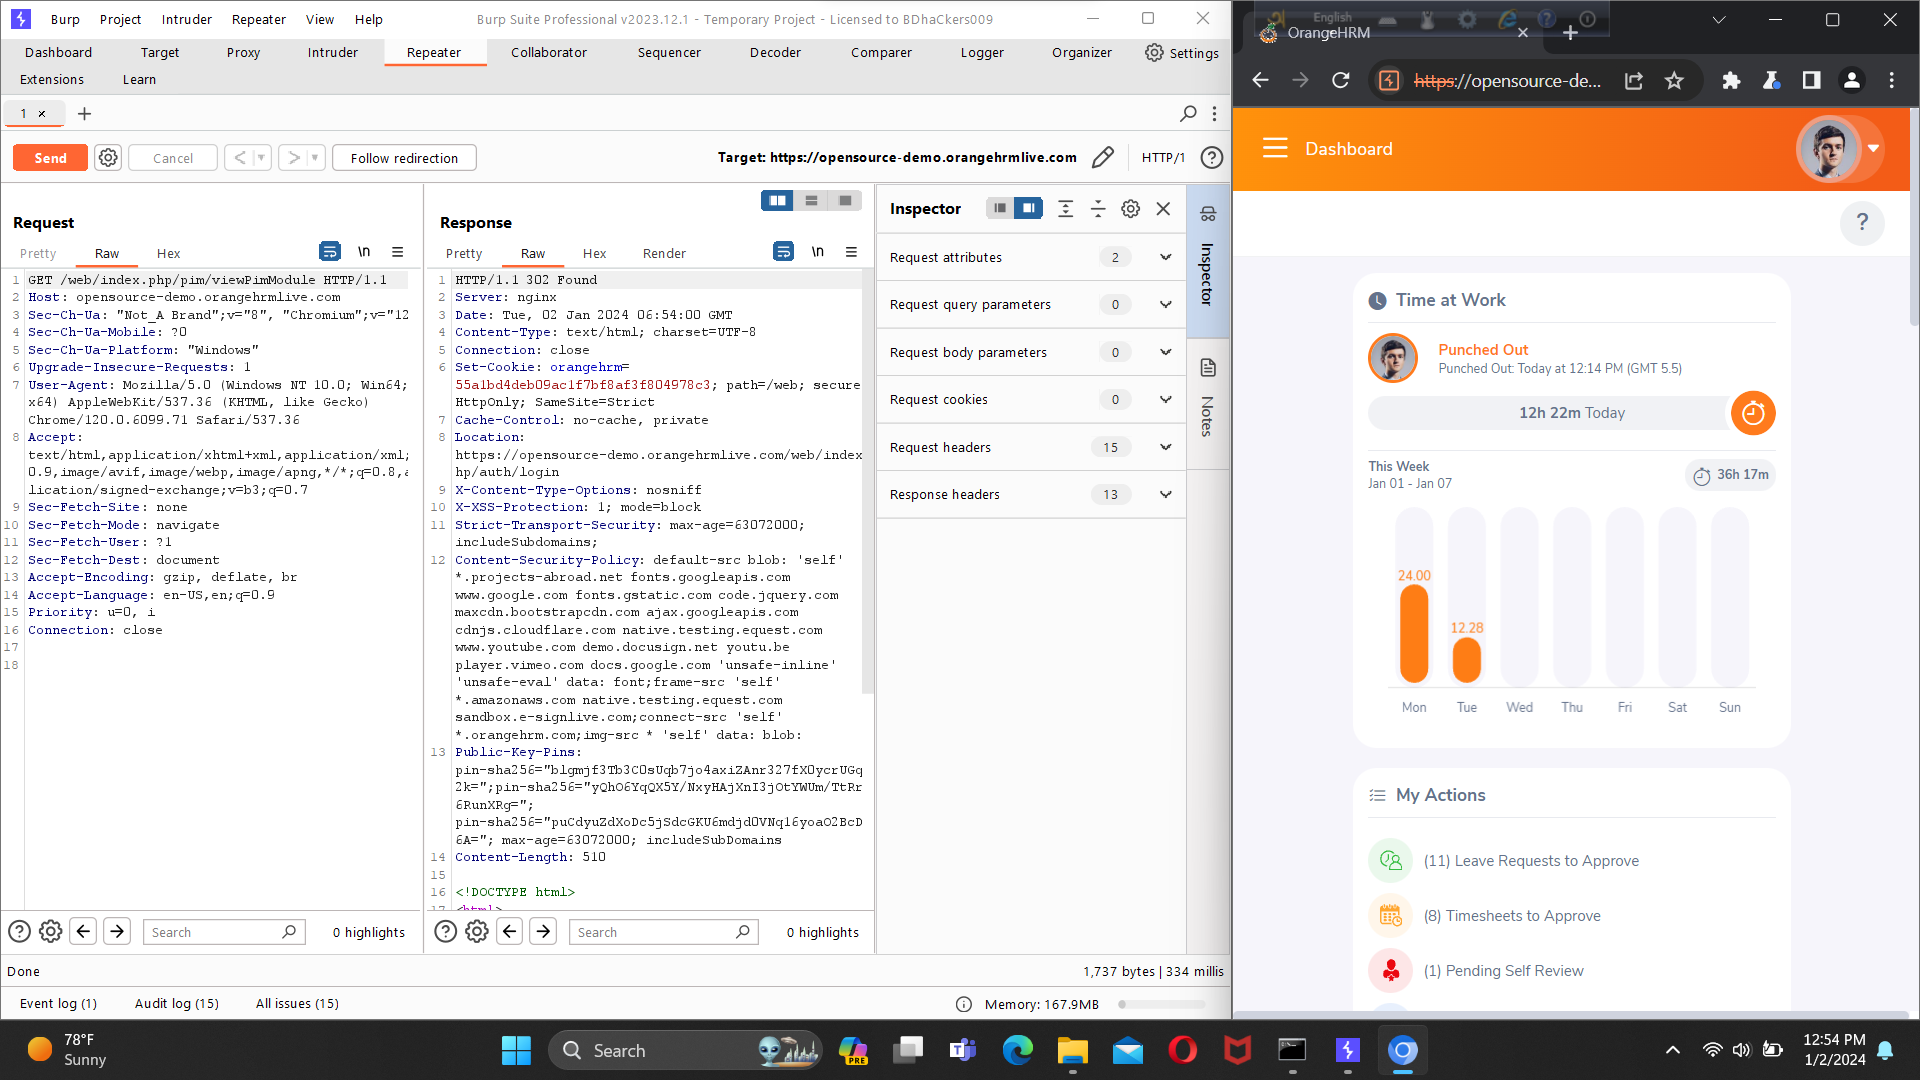 Burp Project Intruder Repeater View Help Burp Suite Professional v2023.12.1 - Temporary Project - Licensed to BDhaCkers009
Dashboard Target Proxy Intruder Repeater Collaborator Sequencer Decoder Comparer Logger Organizer Settings
Extensions Learn
1 × +
Send Cancel < > Follow redirection Target: https://opensource-demo.orangehrmlive.com HTTP/1
Request
Pretty Raw Hex \n
1 GET /web/index.php/pim/viewPimModule HTTP/1.1
2 Host: opensource-demo.orangehrmlive.com
3 Sec-Ch-Ua: "Not_A Brand";v="8", "Chromium";v="12
4 Sec-Ch-Ua-Mobile: ?0
5 Sec-Ch-Ua-Platform: "Windows"
6 Upgrade-Insecure-Requests: 1
7 User-Agent: Mozilla/5.0 (Windows NT 10.0; Win64;
x64) AppleWebKit/537.36 (KHTML, like Gecko)
Chrome/120.0.6099.71 Safari/537.36
8 Accept:
text/html,application/xhtml+xml,application/xml;
0.9,image/avif,image/webp,image/apng,*/*;q=0.8,a
lication/signed-exchange;v=b3;q=0.7
9 Sec-Fetch-Site: none
10 Sec-Fetch-Mode: navigate
11 Sec-Fetch-User: ?1
12 Sec-Fetch-Dest: document
13 Accept-Encoding: gzip, deflate, br
14 Accept-Language: en-US,en;q=0.9
15 Priority: u=0, i
16 Connection: close
17
18
Search 0 highlights
Response
Pretty Raw Hex Render \n
1 HTTP/1.1 302 Found
2 Server: nginx
3 Date: Tue, 02 Jan 2024 06:54:00 GMT
4 Content-Type: text/html; charset=UTF-8
5 Connection: close
6 Set-Cookie: orangehrm=
55a1bd4deb09ac1f7bf8af3f804978c3; path=/web; secure
HttpOnly; SameSite=Strict
7 Cache-Control: no-cache, private
8 Location:
https://opensource-demo.orangehrmlive.com/web/index
hp/auth/login
9 X-Content-Type-Options: nosniff
10 X-XSS-Protection: 1; mode=block
11 Strict-Transport-Security: max-age=63072000;
includeSubdomains;
12 Content-Security-Policy: default-src blob: 'self'
*.projects-abroad.net fonts.googleapis.com
www.google.com fonts.gstatic.com code.jquery.com
maxcdn.bootstrapcdn.com ajax.googleapis.com
cdnjs.cloudflare.com native.testing.equest.com
www.youtube.com demo.docusign.net youtu.be
player.vimeo.com docs.google.com 'unsafe-inline'
'unsafe-eval' data: font;frame-src 'self'
*.amazonaws.com native.testing.equest.com
sandbox.e-signlive.com;connect-src 'self'
*.orangehrm.com;img-src * 'self' data: blob:
13 Public-Key-Pins:
pin-sha256="blgmjf3Tb3C0sUqb7jo4axiZAnr327fXOycrUGq
2k=";pin-sha256="yQhO6YqQX5Y/NxyHAjXnI3jOtYWUm/TtRr
6RunXRg=";
pin-sha256="puCdyuZdXoDc5jSdcGKU6mdjd0VNq16yoaO2BcD
6A="; max-age=63072000; includeSubDomains
14 Content-Length: 510
15
16 <!DOCTYPE html>
17 <html>
Search 0 highlights
Inspector
Request attributes 2
Request query parameters 0
Request body parameters 0
Request cookies 0
Request headers 15
Response headers 13
Inspector
Notes
Done 1,737 bytes | 334 millis
Event log (1) Audit log (15) All issues (15) Memory: 167.9MB
English
OrangeHRM × +
https://opensource-de...
Dashboard
?
Time at Work
Punched Out
Punched Out: Today at 12:14 PM (GMT 5.5)
12h 22m Today
This Week
Jan 01 - Jan 07
36h 17m
24.00
12.28
Mon Tue Wed Thu Fri Sat Sun
My Actions
(11) Leave Requests to Approve
(8) Timesheets to Approve
(1) Pending Self Review
78°F
Sunny
Search
PRE
12:54 PM
1/2/2024